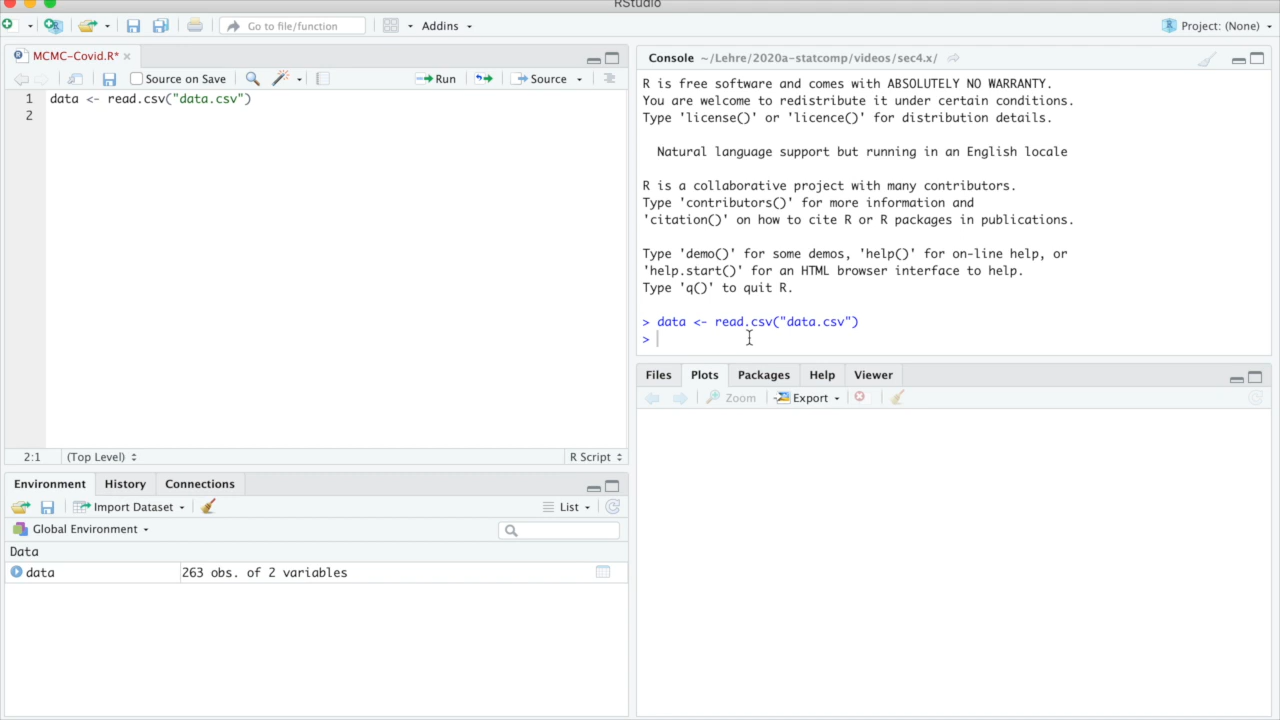 RStudio
Go to file/function
Addins
Project: (None)
MCMC-Covid.R*
Source on Save
Run
Source
1 data <- read.csv("data.csv")
2
2:1 (Top Level) R Script
Environment History Connections
Import Dataset
List
Global Environment
Data
data 263 obs. of 2 variables
Console ~/Lehre/2020a-statcomp/videos/sec4.x/
R is free software and comes with ABSOLUTELY NO WARRANTY.
You are welcome to redistribute it under certain conditions.
Type 'license()' or 'licence()' for distribution details.
Natural language support but running in an English locale
R is a collaborative project with many contributors.
Type 'contributors()' for more information and
'citation()' on how to cite R or R packages in publications.
Type 'demo()' for some demos, 'help()' for on-line help, or
'help.start()' for an HTML browser interface to help.
Type 'q()' to quit R.
> data <- read.csv("data.csv")
>
Files Plots Packages Help Viewer
Zoom Export